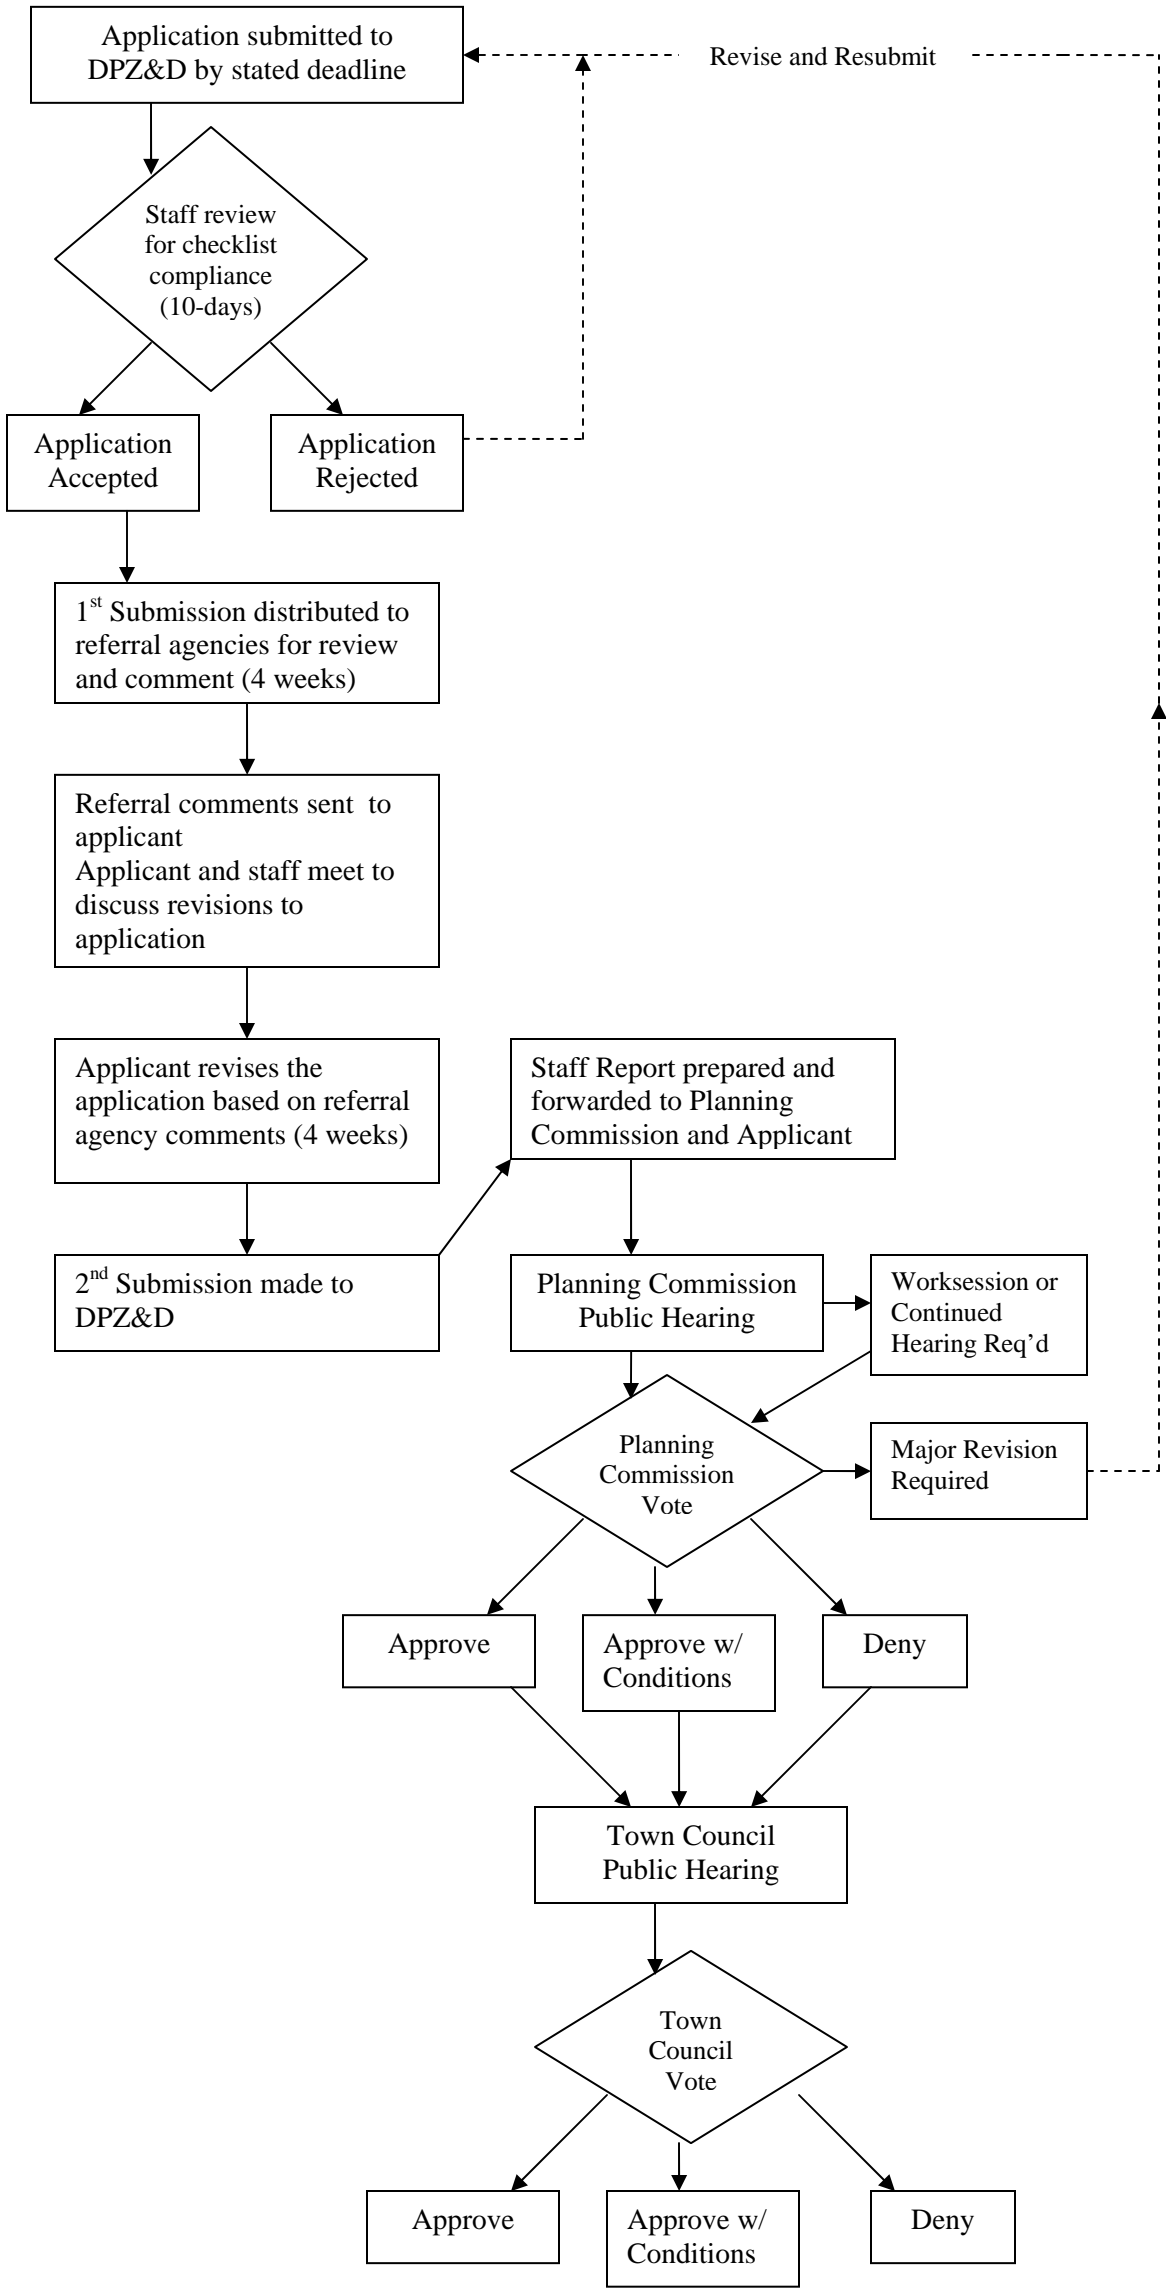 Application submitted to
DPZ&D by stated deadline
Revise and Resubmit
Staff review
for checklist
compliance
(10-days)
Application
Accepted
Application
Rejected
1st Submission distributed to
referral agencies for review
and comment (4 weeks)
Referral comments sent to
applicant
Applicant and staff meet to
discuss revisions to
application
Applicant revises the
application based on referral
agency comments (4 weeks)
2nd Submission made to
DPZ&D
Staff Report prepared and
forwarded to Planning
Commission and Applicant
Planning Commission
Public Hearing
Worksession or
Continued
Hearing Req’d
Planning
Commission
Vote
Major Revision
Required
Approve
Approve w/
Conditions
Deny
Town Council
Public Hearing
Town
Council
Vote
Approve
Approve w/
Conditions
Deny